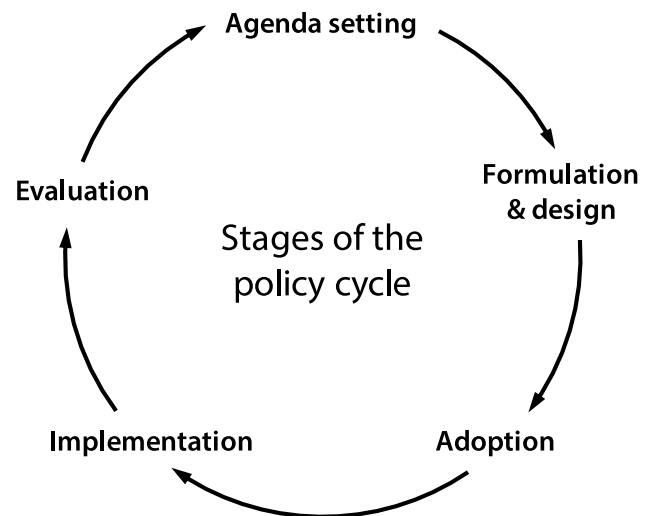 Agenda setting
Formulation
& design
Adoption
Implementation
Evaluation
Stages of the
policy cycle